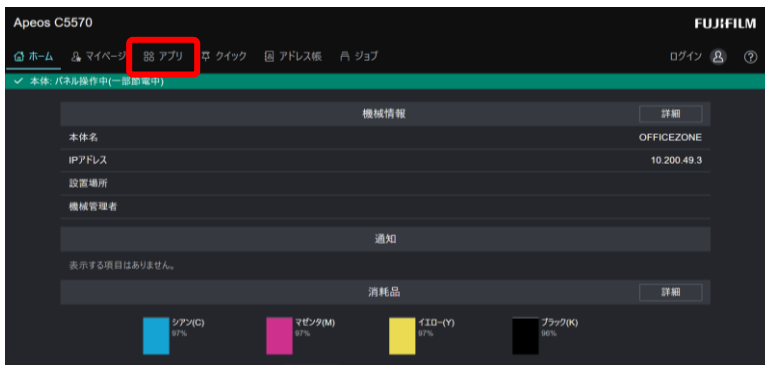 Apeos C5570
FUJIFILM
ホーム マイページ アプリ クイック アドレス帳 ジョブ ログイン
本体: パネル操作中(一部節電中)
機械情報 詳細
本体名 OFFICEZONE
IPアドレス 10.200.49.3
設置場所
機械管理者
通知
表示する項目はありません。
消耗品 詳細
シアン(C) マゼンタ(M) イエロー(Y) ブラック(K)
97% 97% 97% 96%